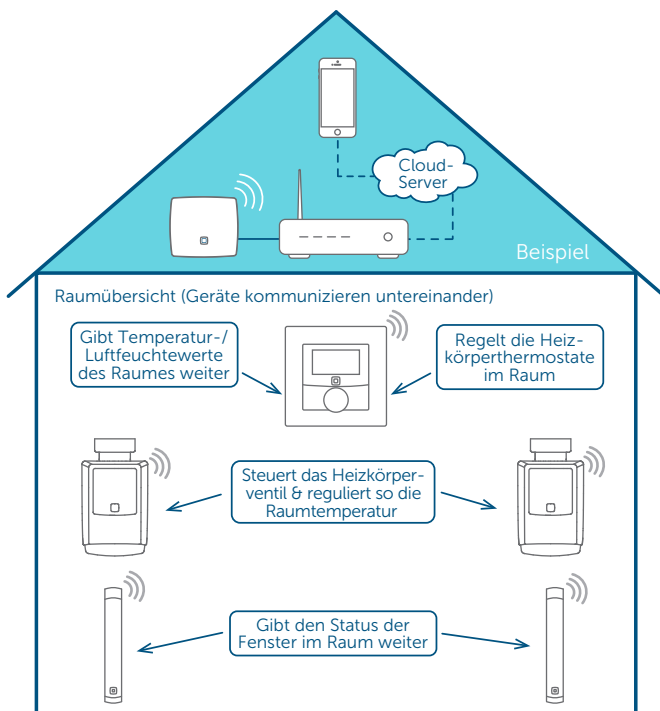 Cloud-
Server
Beispiel
Raumübersicht (Geräte kommunizieren untereinander)
Gibt Temperatur-/
Luftfeuchtewerte
des Raumes weiter
Regelt die Heiz-
körperthermostate
im Raum
Steuert das Heizkörper-
ventil & reguliert so die
Raumtemperatur
Gibt den Status der
Fenster im Raum weiter